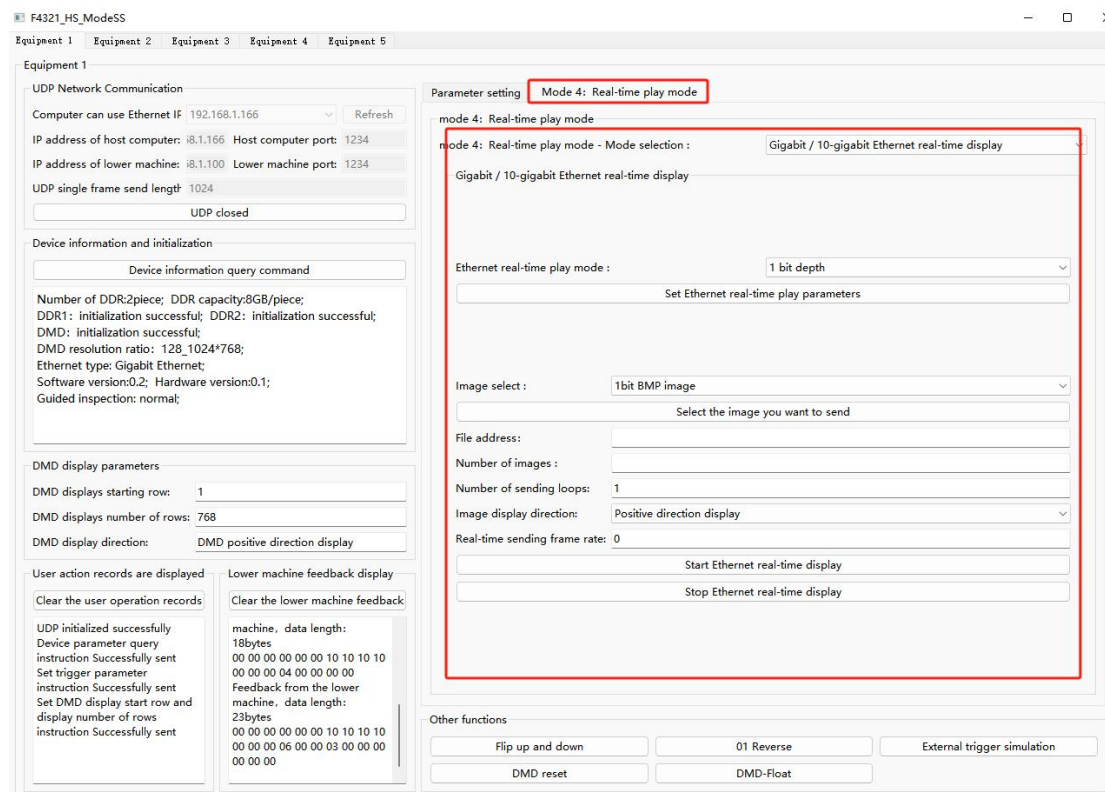 F4321_HS_ModeSS
Equipment 1 Equipment 2 Equipment 3 Equipment 4 Equipment 5
Equipment 1
UDP Network Communication
Computer can use Ethernet IF 192.168.1.166 Refresh
IP address of host computer: i8.1.166 Host computer port: 1234
IP address of lower machine: i8.1.100 Lower machine port: 1234
UDP single frame send length 1024
UDP closed
Device information and initialization
Device information query command
Number of DDR:2piece; DDR capacity:8GB/piece;
DDR1: initialization successful; DDR2: initialization successful;
DMD: initialization successful;
DMD resolution ratio: 128_1024*768;
Ethernet type: Gigabit Ethernet;
Software version:0.2; Hardware version:0.1;
Guided inspection: normal;
DMD display parameters
DMD displays starting row: 1
DMD displays number of rows: 768
DMD display direction: DMD positive direction display
User action records are displayed
Clear the user operation records
UDP initialized successfully
Device parameter query
instruction Successfully sent
Set trigger parameter
instruction Successfully sent
Set DMD display start row and
display number of rows
instruction Successfully sent
Lower machine feedback display
Clear the lower machine feedback
machine, data length:
18bytes
00 00 00 00 00 00 10 10 10 10
00 00 00 04 00 00 00 00
Feedback from the lower
machine, data length:
23bytes
00 00 00 00 00 00 10 10 10 10
00 00 00 06 00 00 03 00 00 00
00 00 00
Parameter setting Mode 4: Real-time play mode
mode 4: Real-time play mode
mode 4: Real-time play mode - Mode selection : Gigabit / 10-gigabit Ethernet real-time display
Gigabit / 10-gigabit Ethernet real-time display
Ethernet real-time play mode : 1 bit depth
Set Ethernet real-time play parameters
Image select : 1bit BMP image
Select the image you want to send
File address:
Number of images :
Number of sending loops: 1
Image display direction: Positive direction display
Real-time sending frame rate: 0
Start Ethernet real-time display
Stop Ethernet real-time display
Other functions
Flip up and down 01 Reverse External trigger simulation
DMD reset DMD-Float